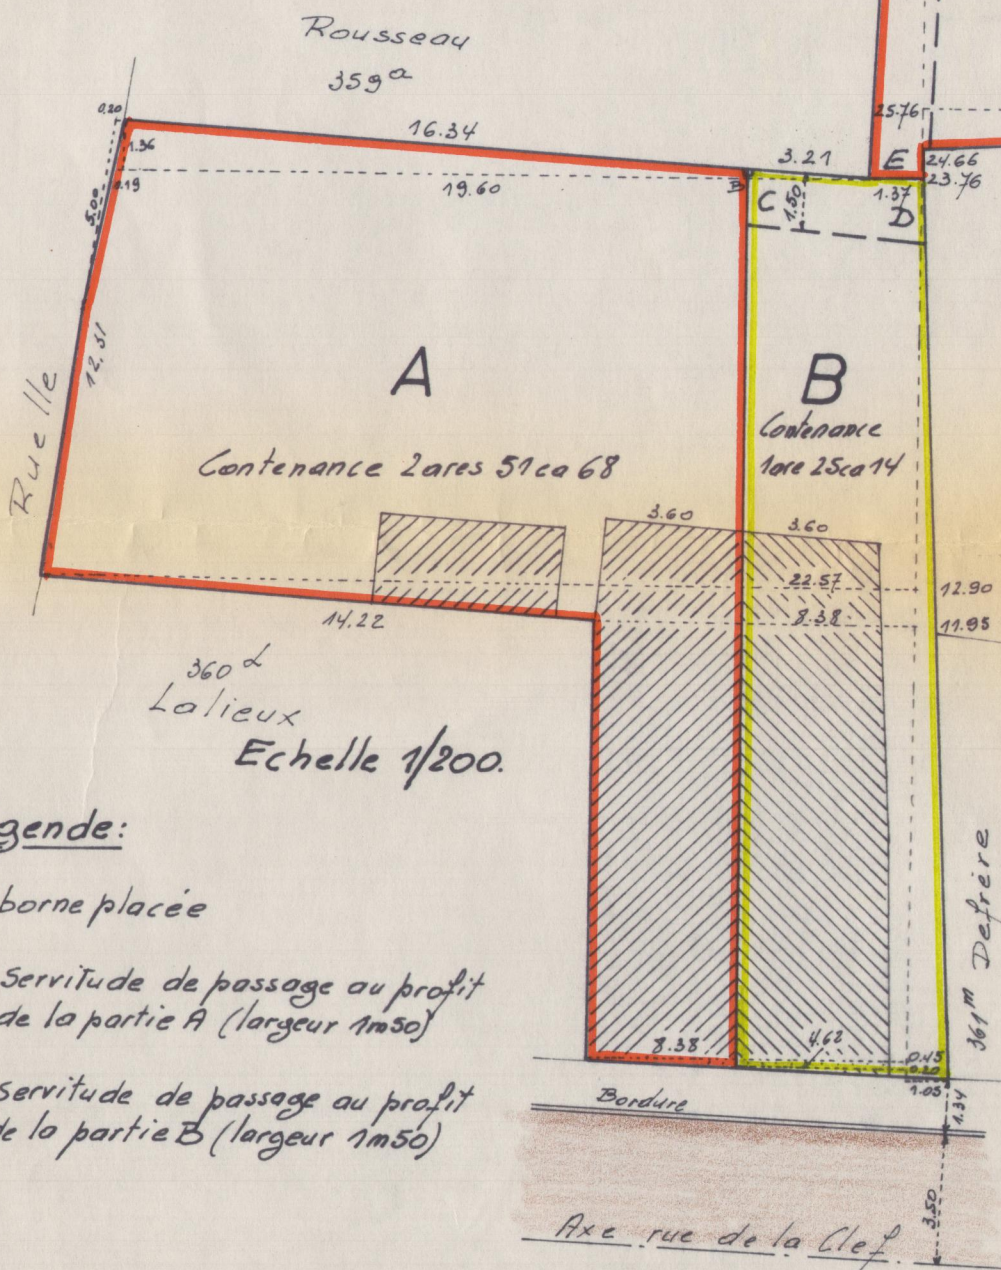 Rousseau
359a
0.20
16.34
25.76
1.36
3.21
E
24.66
0.19
19.60
B
23.76
C
1.50
1.37
D
5.00
12.31
Ruelle
A
B
Contenance
Contenance 2ares 51ca68
1are 25ca14
3.60
3.60
22.57
12.90
8.38
11.95
14.22
360 d
Lalieux
Echelle 1/200.
gende:
borne placée
Defrère
361m
Servitude de passage au profit
de la partie A (largeur 1m50)
8.38
4.62
0.45
0.20
1.05
Servitude de passage au profit
de la partie B (largeur 1m50)
Bordure
1.34
3.50
Axe rue de la Clef